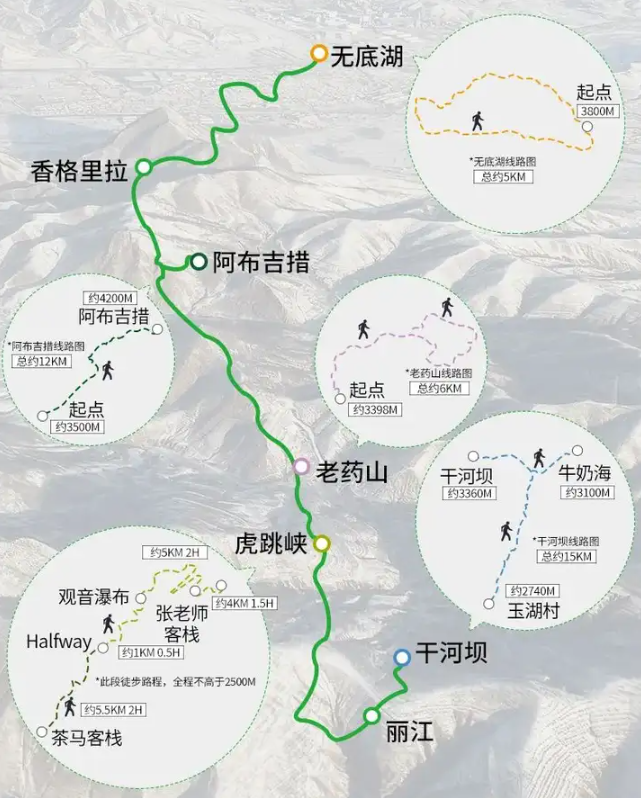 无底湖
起点
3800M
*无底湖线路图
总约5KM
香格里拉
阿布吉措
约4200M
阿布吉措
*阿布吉措线路图
总约12KM
起点
约3500M
*老药山线路图
总约6KM
起点
约3398M
老药山
干河坝
约3360M
牛奶海
约3100M
*干河坝线路图
总约15KM
约2740M
玉湖村
虎跳峡
约5KM 2H
观音瀑布
张老师
客栈
约4KM 1.5H
Halfway
约1KM 0.5H
*此段徒步路程，全程不高于2500M
约5.5KM 2H
茶马客栈
干河坝
丽江